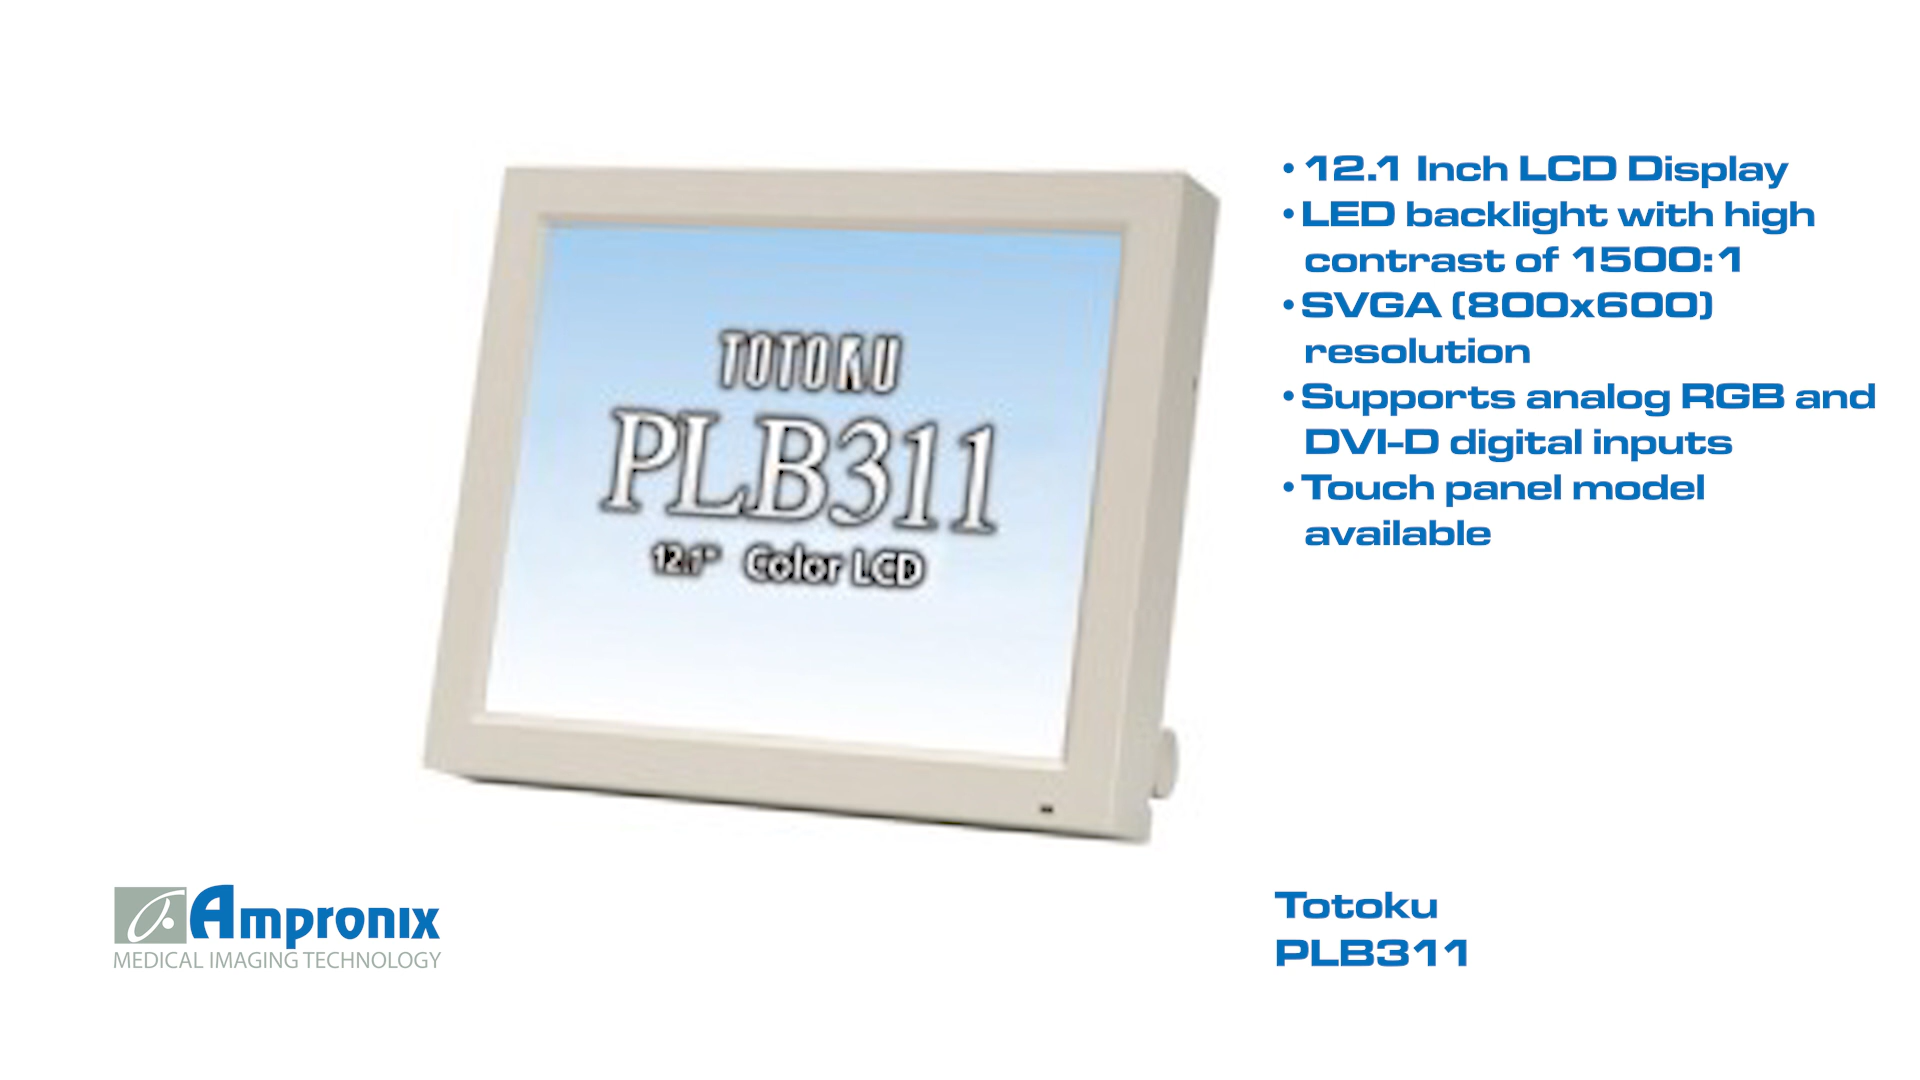 • 12.1 Inch LCD Display
• LED backlight with high
contrast of 1500:1
• SVGA (800x600)
resolution
• Supports analog RGB and
DVI-D digital inputs
• Touch panel model
available
TOTOKU
PLB311
12.1" Color LCD
Ampronix
MEDICAL IMAGING TECHNOLOGY
Totoku
PLB311